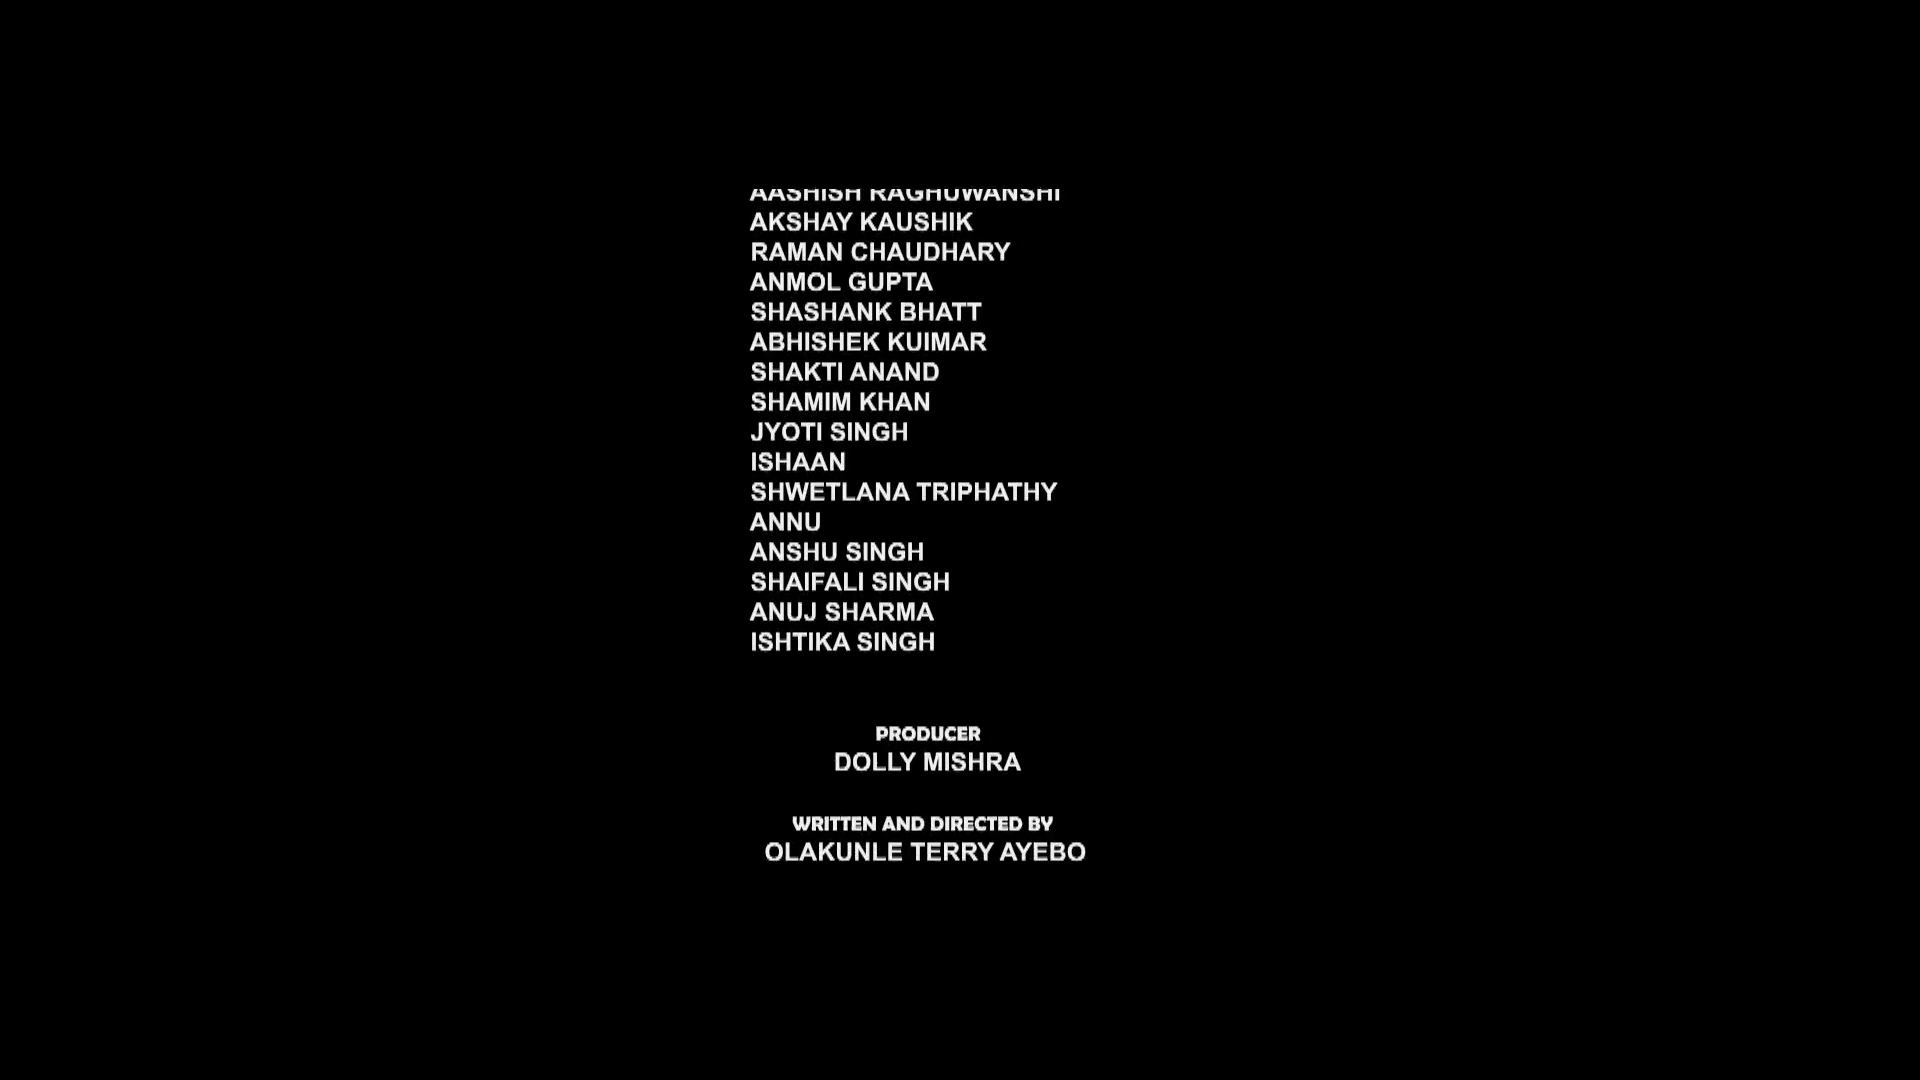 AASHISH RAGHUWANSHI
AKSHAY KAUSHIK
RAMAN CHAUDHARY
ANMOL GUPTA
SHASHANK BHATT
ABHISHEK KUIMAR
SHAKTI ANAND
SHAMIM KHAN
JYOTI SINGH
ISHAAN
SHWETLANA TRIPHATHY
ANNU
ANSHU SINGH
SHAIFALI SINGH
ANUJ SHARMA
ISHTIKA SINGH
PRODUCER
DOLLY MISHRA
WRITTEN AND DIRECTED BY
OLAKUNLE TERRY AYEBO